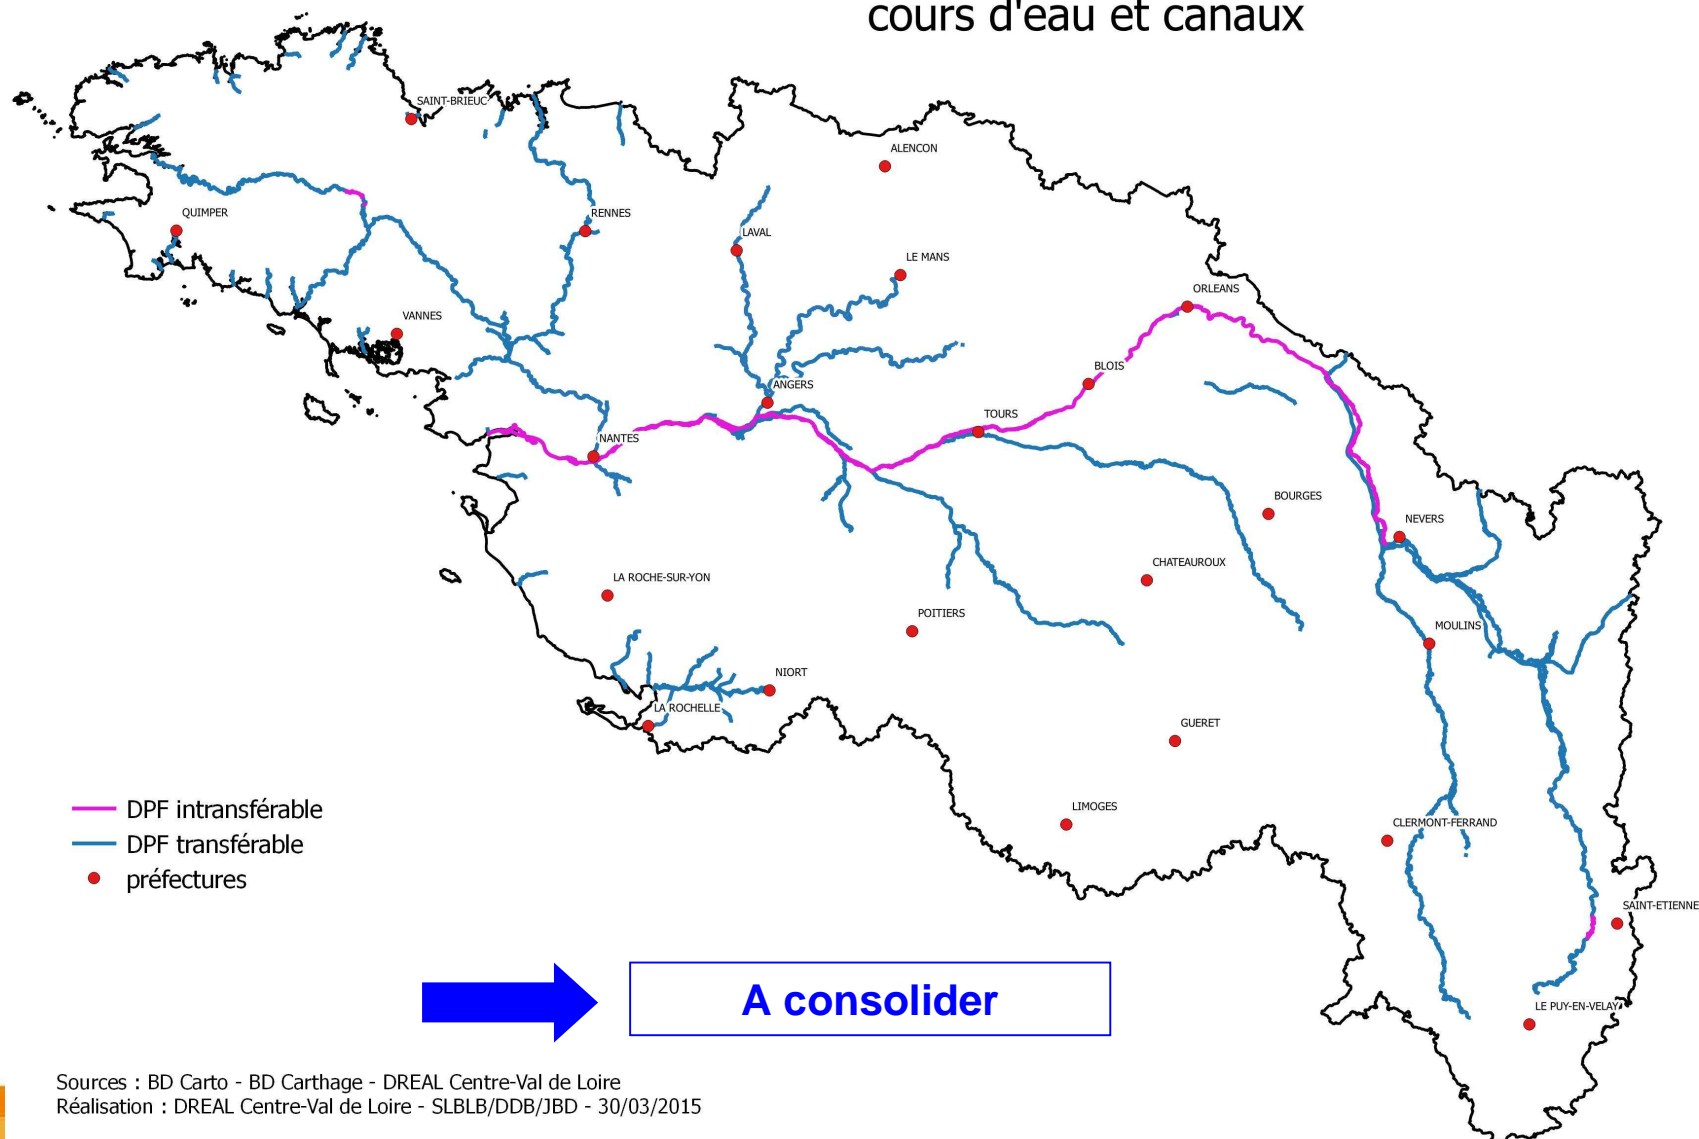 cours d'eau et canaux
SAINT-BRIEUC
ALENCON
QUIMPER
RENNES
LAVAL
LE MANS
ORLEANS
VANNES
BLOIS
ANGERS
TOURS
NANTES
BOURGES
NEVERS
CHATEAUROUX
LA ROCHE-SUR-YON
POITIERS
MOULINS
NIORT
LA ROCHELLE
GUERET
LIMOGES
CLERMONT-FERRAND
SAINT-ETIENNE
LE PUY-EN-VELAY
DPF intransférable
DPF transférable
préfectures
A consolider
Sources : BD Carto - BD Carthage - DREAL Centre-Val de Loire
Réalisation : DREAL Centre-Val de Loire - SLBLB/DDB/JBD - 30/03/2015